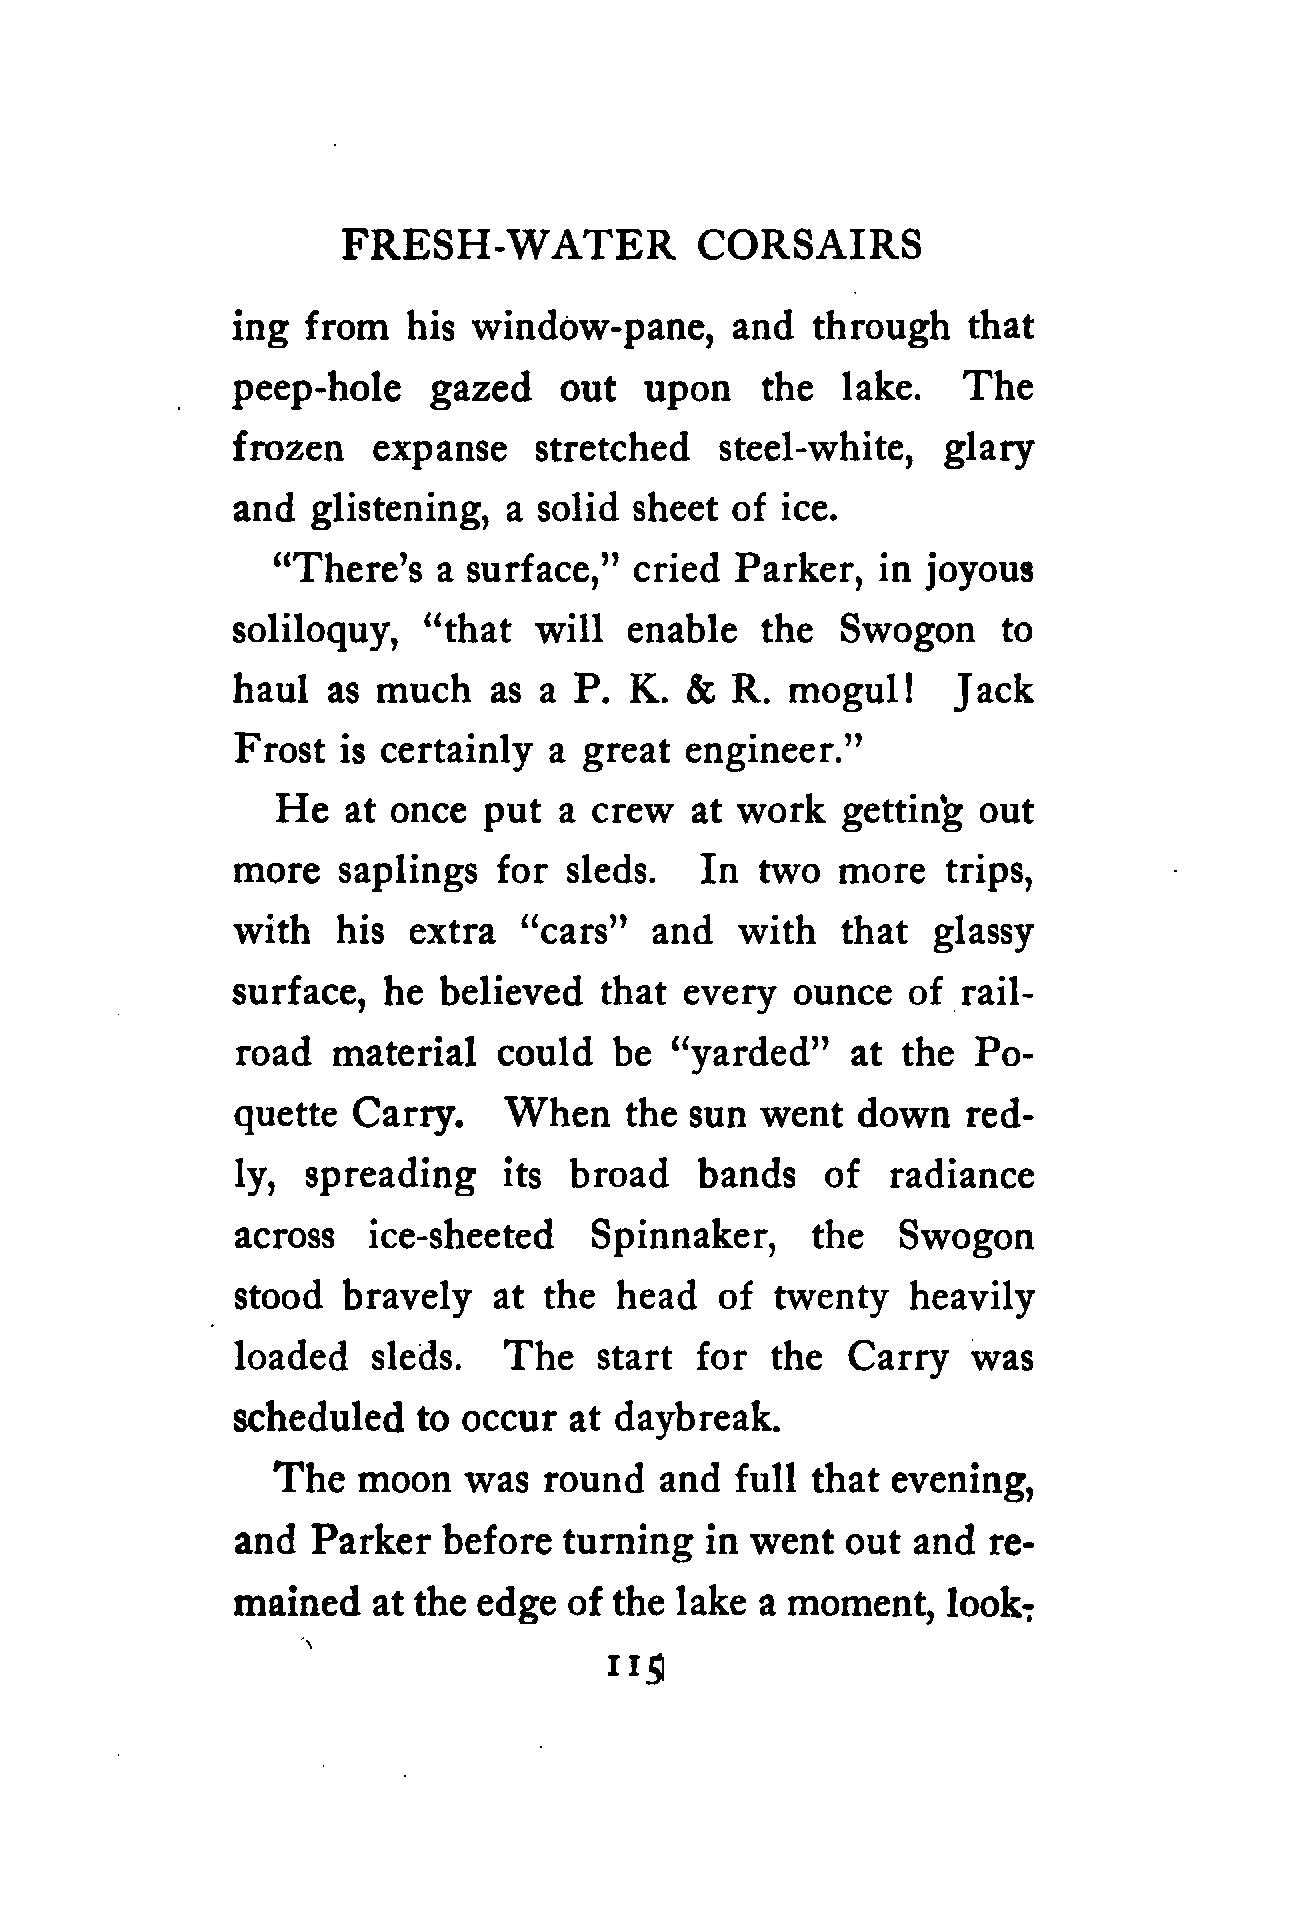 FRESH-WATER CORSAIRS
ing from his window-pane, and through that
peep-hole gazed out upon the lake. The
frozen expanse stretched steel-white, glary
and glistening, a solid sheet of ice.
“There’s a surface,” cried Parker, in joyous
soliloquy, “that will enable the Swogon to
haul as much as a P. K. & R. mogul! Jack
Frost is certainly a great engineer.”
He at once put a crew at work getting out
more saplings for sleds. In two more trips,
with his extra “cars” and with that glassy
surface, he believed that every ounce of rail-
road material could be “yarded” at the Po-
quette Carry. When the sun went down red-
ly, spreading its broad bands of radiance
across ice-sheeted Spinnaker, the Swogon
stood bravely at the head of twenty heavily
loaded sleds. The start for the Carry was
scheduled to occur at daybreak.
The moon was round and full that evening,
and Parker before turning in went out and re-
mained at the edge of the lake a moment, look-
115